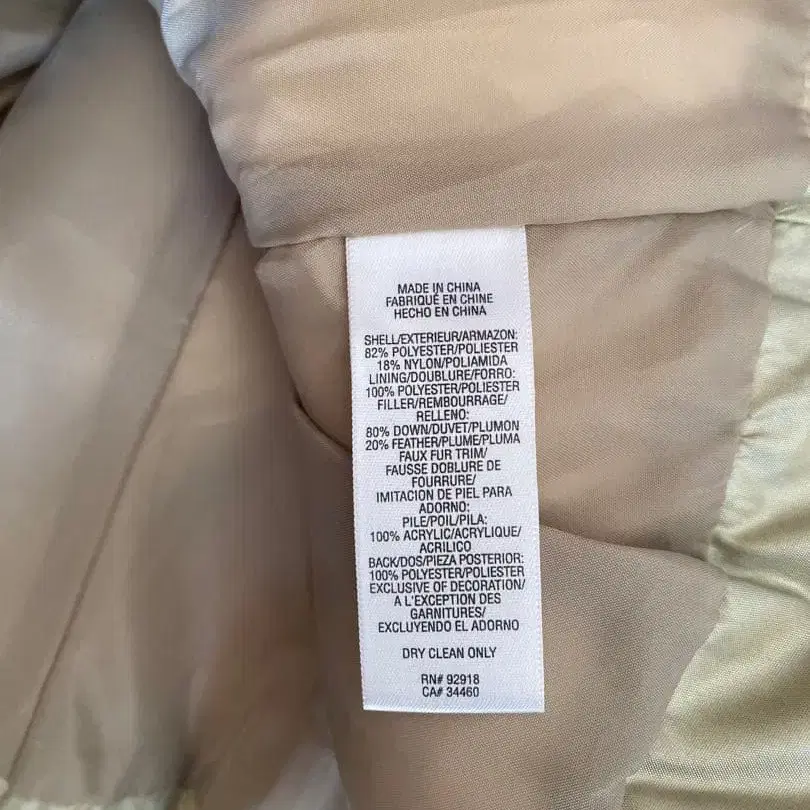 MADE IN CHINA
FABRIQUÉ EN CHINE
HECHO EN CHINA
SHELL/EXTERIEUR/ARMAZON:
82% POLYESTER/POLIESTER
18% NYLON/POLIAMIDA
LINING/DOUBLURE/FORRO:
100% POLYESTER/POLIESTER
FILLER/REMBOURRAGE/
RELLENO:
80% DOWN/DUVET/PLUMON
20% FEATHER/PLUME/PLUMA
FAUX FUR TRIM/
FAUSSE DOBLURE DE
FOURRURE/
IMITACION DE PIEL PARA
ADORNO:
PILE/POIL/PILA:
100% ACRYLIC/ACRYLIQUE/
ACRILICO
BACK/DOS/PIEZA POSTERIOR:
100% POLYESTER/POLIESTER
EXCLUSIVE OF DECORATION/
A L'EXCEPTION DES
GARNITURES/
EXCLUYENDO EL ADORNO
DRY CLEAN ONLY
RN# 92918
CA# 34460